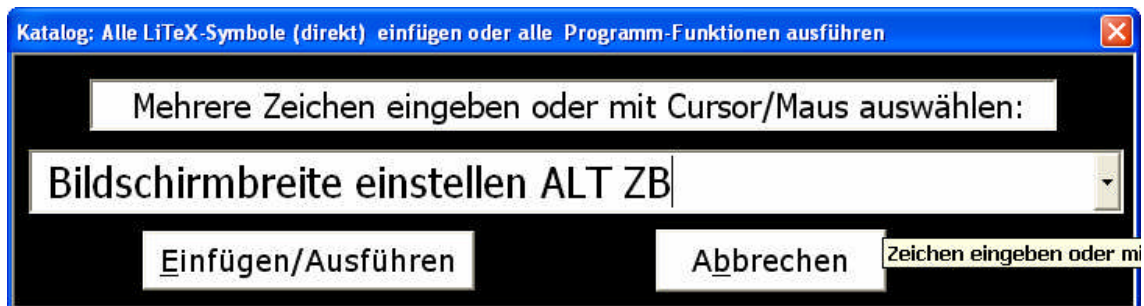 Katalog: Alle LiTeX-Symbole (direkt) einfügen oder alle Programm-Funktionen ausführen
Mehrere Zeichen eingeben oder mit Cursor/Maus auswählen:
Bildschirmbreite einstellen ALT ZB
Einfügen/Ausführen
Abbrechen
Zeichen eingeben oder mi